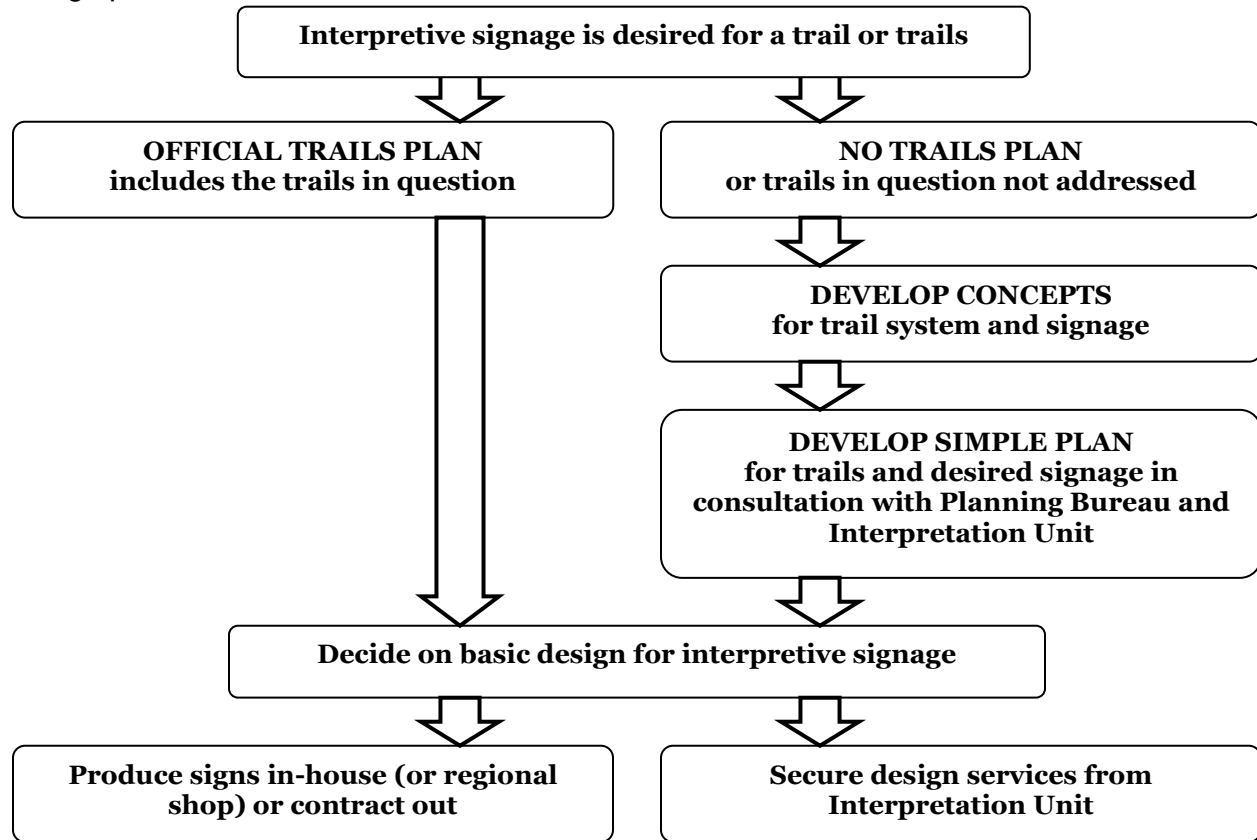 Interpretive signage is desired for a trail or trails
OFFICIAL TRAILS PLAN
includes the trails in question
NO TRAILS PLAN
or trails in question not addressed
DEVELOP CONCEPTS
for trail system and signage
DEVELOP SIMPLE PLAN
for trails and desired signage in
consultation with Planning Bureau and
Interpretation Unit
Decide on basic design for interpretive signage
Produce signs in-house (or regional
shop) or contract out
Secure design services from
Interpretation Unit